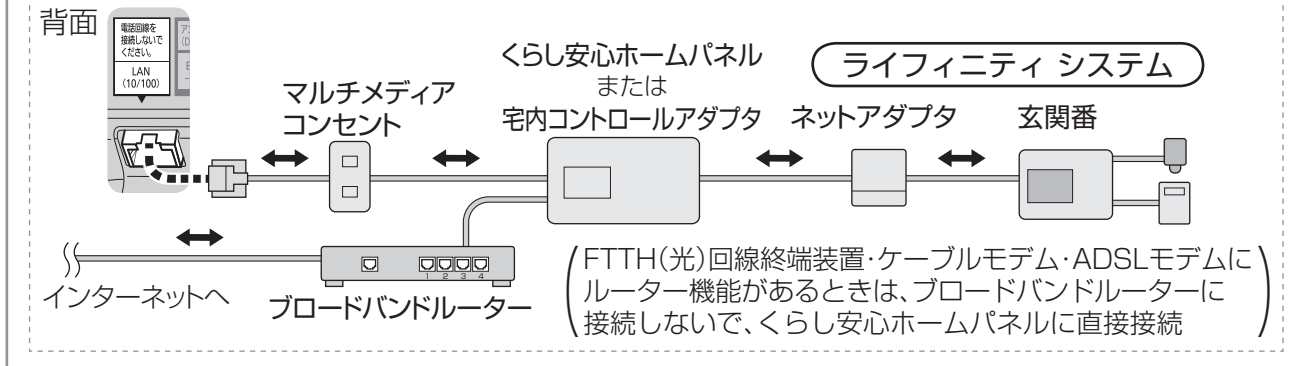 背面
電話回線を
接続しないで
ください。
LAN
(10/100)
くらし安心ホームパネル
または
宅内コントロールアダプタ
ライフィニティ システム
マルチメディア
コンセント
ネットアダプタ
玄関番
インターネットへ
ブロードバンドルーター
1 2 3 4
FTTH(光)回線終端装置・ケーブルモデム・ADSLモデムに
ルーター機能があるときは、ブロードバンドルーターに
接続しないで、くらし安心ホームパネルに直接接続